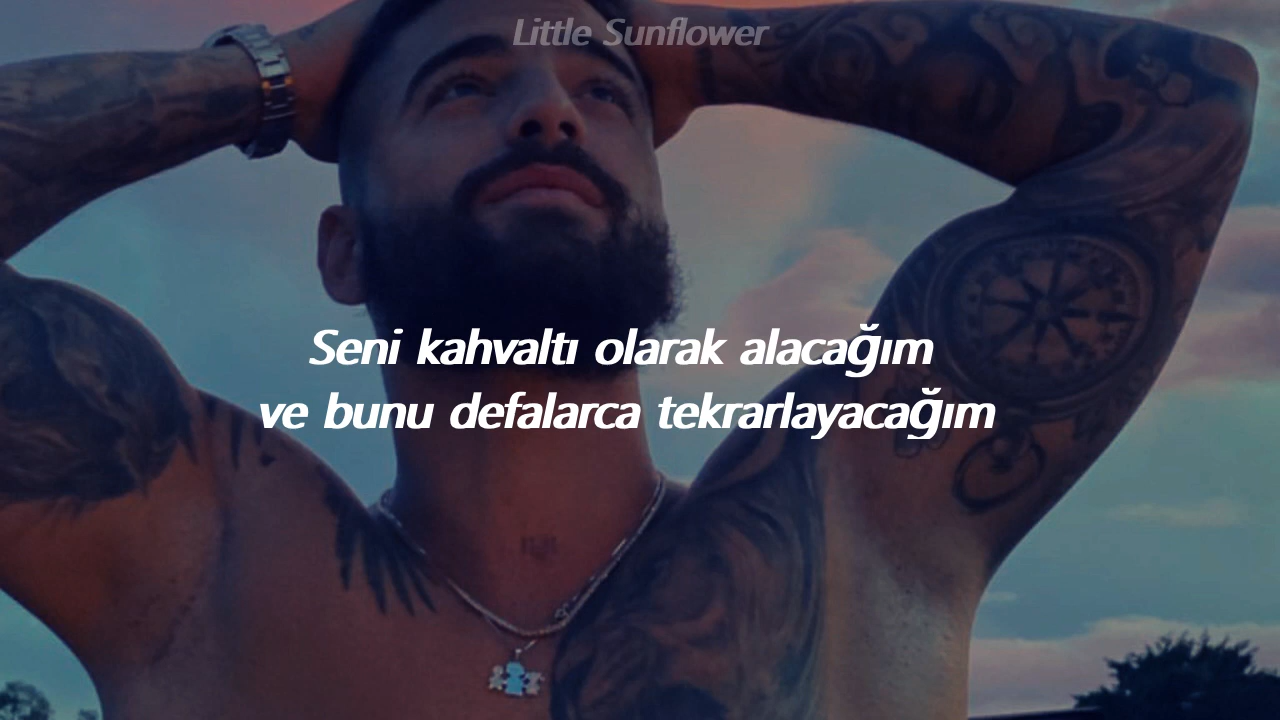 Little Sunflower
Seni kahvaltı olarak alacağım
ve bunu defalarca tekrarlayacağım